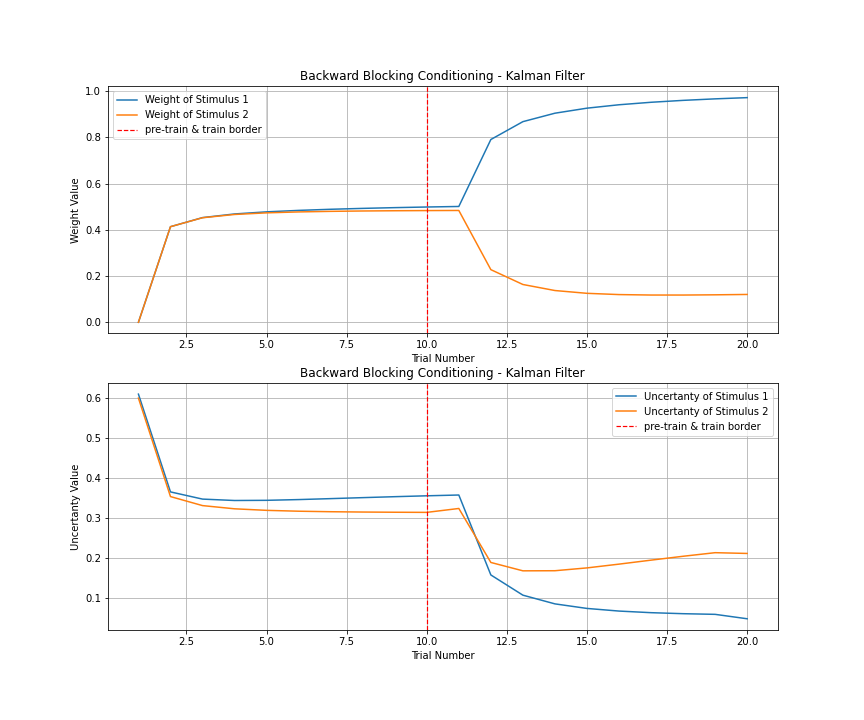 Backward Blocking Conditioning - Kalman Filter
Weight Value
1.0
0.8
0.6
0.4
0.2
0.0
Weight of Stimulus 1
Weight of Stimulus 2
pre-train & train border
2.5 5.0 7.5 10.0 12.5 15.0 17.5 20.0
Trial Number
Backward Blocking Conditioning - Kalman Filter
Uncertanty Value
0.6
0.5
0.4
0.3
0.2
0.1
Uncertanty of Stimulus 1
Uncertanty of Stimulus 2
pre-train & train border
2.5 5.0 7.5 10.0 12.5 15.0 17.5 20.0
Trial Number